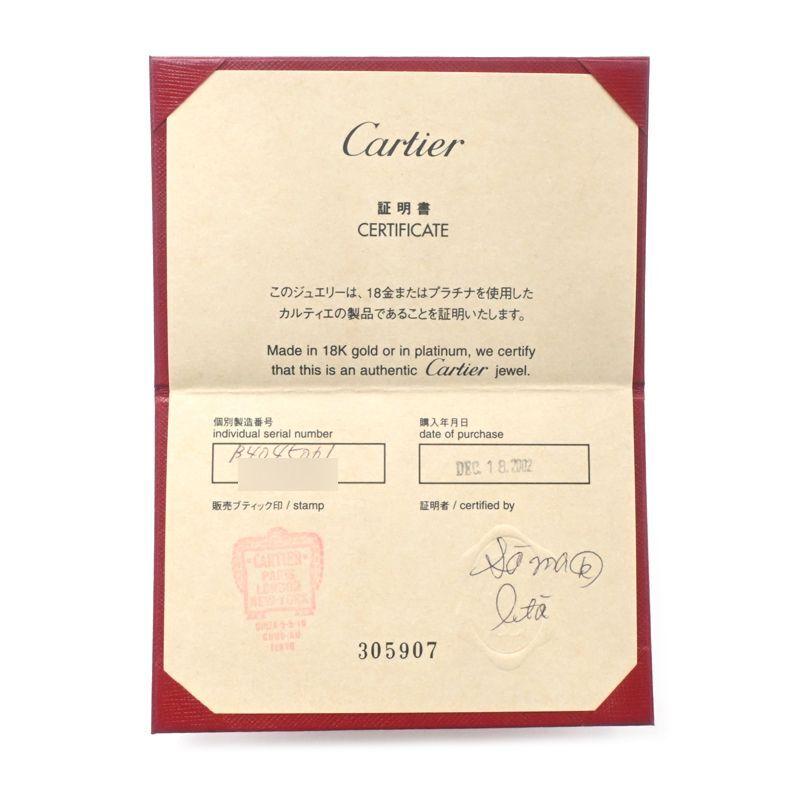 Cartier
証明書
CERTIFICATE
このジュエリーは、18金またはプラチナを使用した
カルティエの製品であることを証明いたします。
Made in 18K gold or in platinum, we certify
that this is an authentic Cartier jewel.
個別製造番号
individual serial number
購入年月日
date of purchase
DEC. 18. 2002
販売ブティック印 / stamp
証明者 / certified by
CARTIER
PARIS
LONDON
NEW-YORK
CHUO-KU
TOKYO
305907